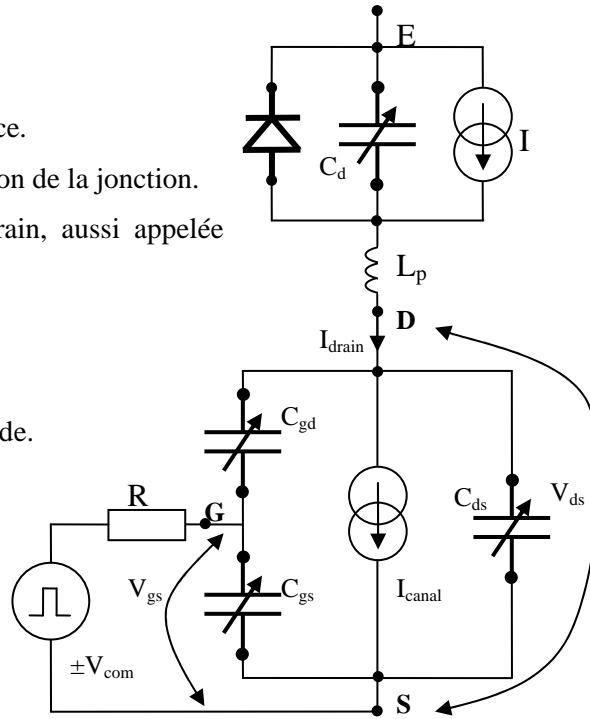 E
ce.
I
C_d
on de la jonction.
rain, aussi appelée
L_p
D
I_drain
C_gd
de.
R
G
C_ds
V_ds
V_gs
C_gs
I_canal
±V_com
S